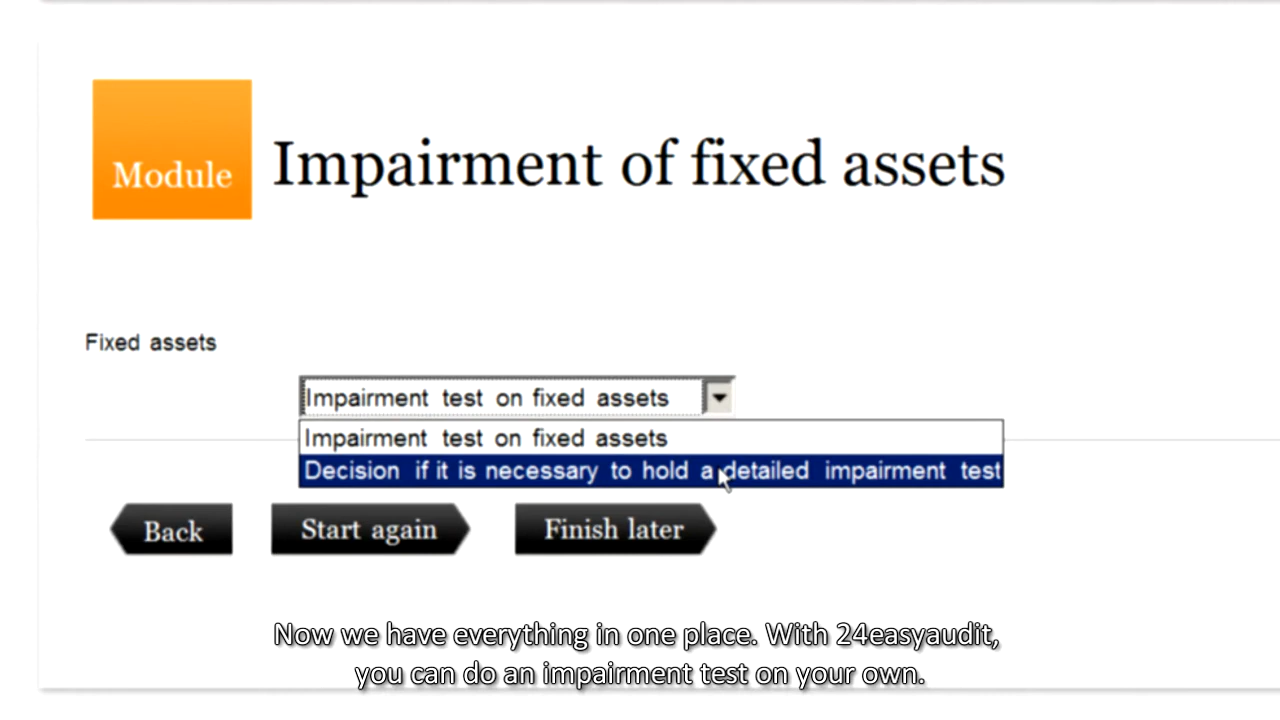 Module
Impairment of fixed assets
Fixed assets
Impairment test on fixed assets
Impairment test on fixed assets
Decision if it is necessary to hold a detailed impairment test
Back
Start again
Finish later
Now we have everything in one place. With 24easyaudit,
you can do an impairment test on your own.